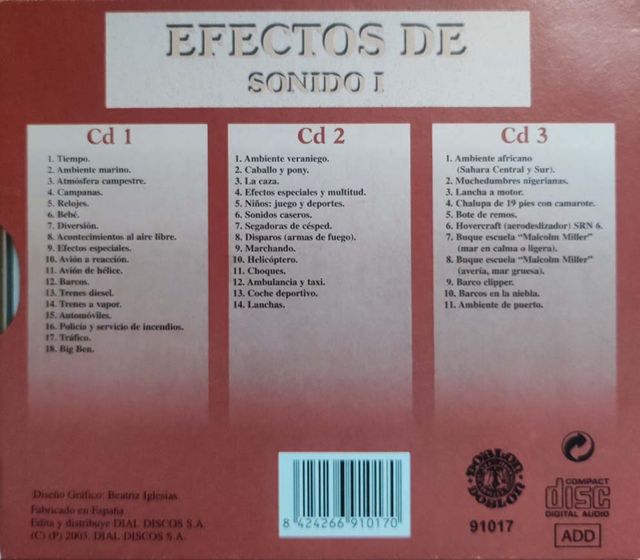 EFECTOS DE
SONIDO I
Cd 1
1. Tiempo.
2. Ambiente marino.
3. Atmósfera campestre.
4. Campanas.
5. Relojes.
6. Bebé.
7. Diversión.
8. Acontecimientos al aire libre.
9. Efectos especiales.
10. Avión a reacción.
11. Avión de hélice.
12. Barcos.
13. Trenes diesel.
14. Trenes a vapor.
15. Automóviles.
16. Policía y servicio de incendios.
17. Tráfico.
18. Big Ben.
Cd 2
1. Ambiente veraniego.
2. Caballo y pony.
3. La caza.
4. Efectos especiales y multitud.
5. Niños: juego y deportes.
6. Sonidos caseros.
7. Segadoras de césped.
8. Disparos (armas de fuego).
9. Marchando.
10. Helicóptero.
11. Choques.
12. Ambulancia y taxi.
13. Coche deportivo.
14. Lanchas.
Cd 3
1. Ambiente africano
(Sahara Central y Sur).
2. Muchedumbres nigerianas.
3. Lancha a motor.
4. Chalupa de 19 pies con camarote.
5. Bote de remos.
6. Hovercraft (aerodeslizador) SRN 6.
7. Buque escuela "Malcolm Miller"
(mar en calma o ligera).
8. Buque escuela "Malcolm Miller"
(avería, mar gruesa).
9. Barco clipper.
10. Barcos en la niebla.
11. Ambiente de puerto.
Diseño Gráfico: Beatriz Iglesias
Fabricado en España
Edita y distribuye DIAL DISCOS S.A.
(C) (P) 2003. DIAL DISCOS S.A.
8 424266 910170
DOBLON
DOBLON
91017
COMPACT
disc
DIGITAL AUDIO
ADD